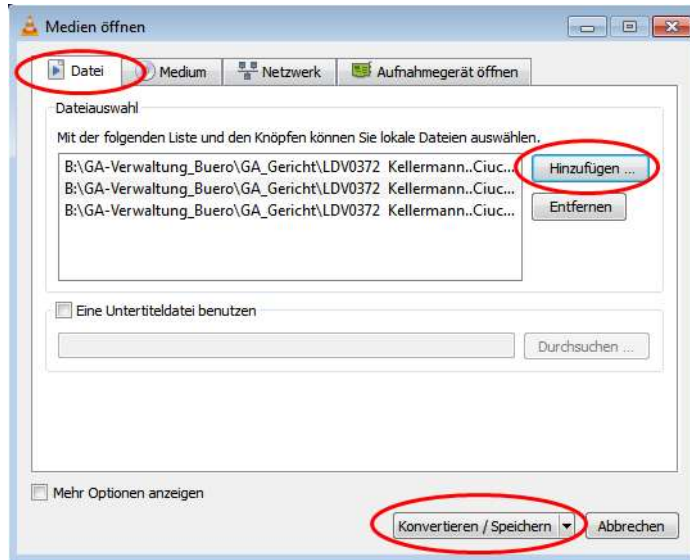 Medien öffnen
Datei Medium Netzwerk Aufnahmegerät öffnen
Dateiauswahl
Mit der folgenden Liste und den Knöpfen können Sie lokale Dateien auswählen.
B:\GA-Verwaltung_Buero\GA_Gericht\LDV0372 Kellermann..Ciuc...
B:\GA-Verwaltung_Buero\GA_Gericht\LDV0372 Kellermann..Ciuc...
B:\GA-Verwaltung_Buero\GA_Gericht\LDV0372 Kellermann..Ciuc...
Hinzufügen ...
Entfernen
Eine Untertiteldatei benutzen
Durchsuchen ...
Mehr Optionen anzeigen
Konvertieren / Speichern Abbrechen